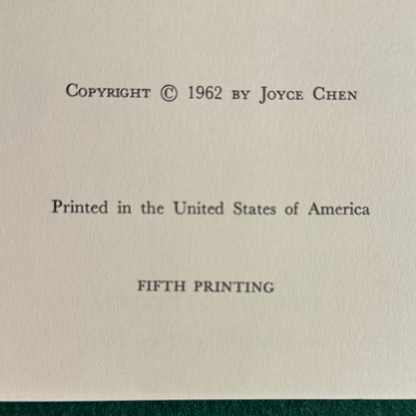 Copyright © 1962 by Joyce Chen
Printed in the United States of America
FIFTH PRINTING